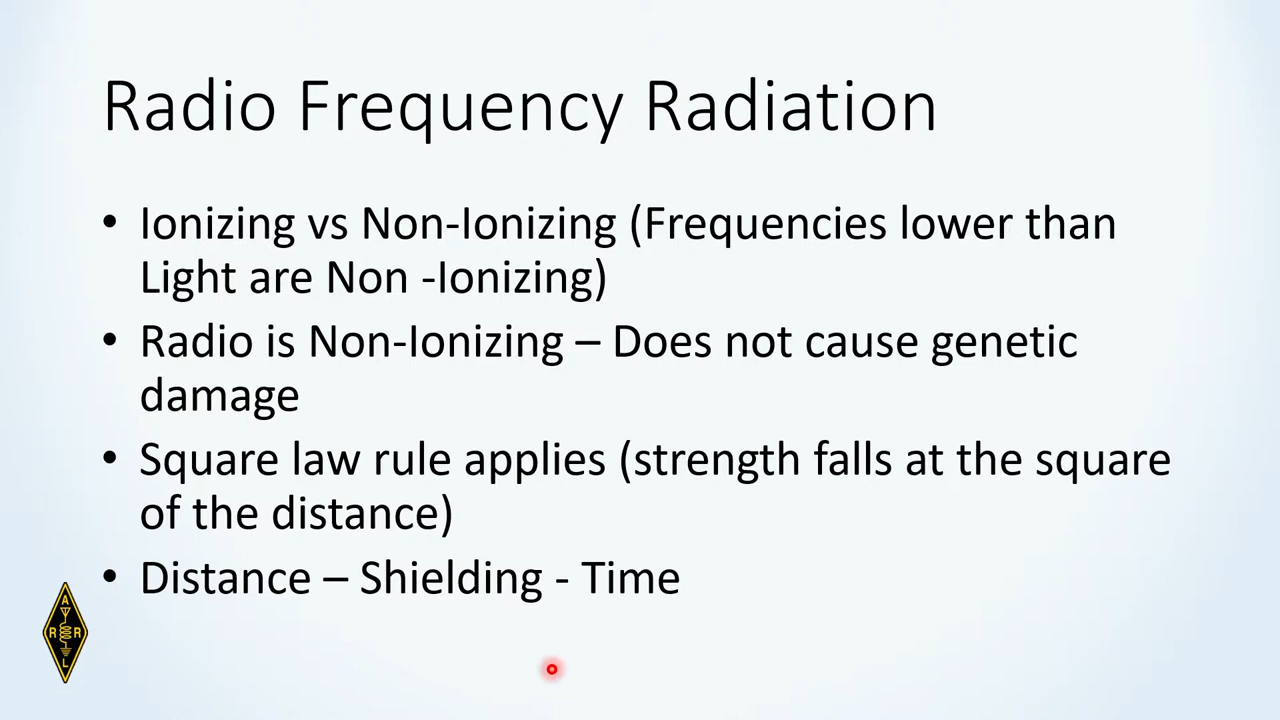 Radio Frequency Radiation
• Ionizing vs Non-Ionizing (Frequencies lower than
Light are Non -Ionizing)
• Radio is Non-Ionizing – Does not cause genetic
damage
• Square law rule applies (strength falls at the square
of the distance)
• Distance – Shielding - Time
A
R R
L